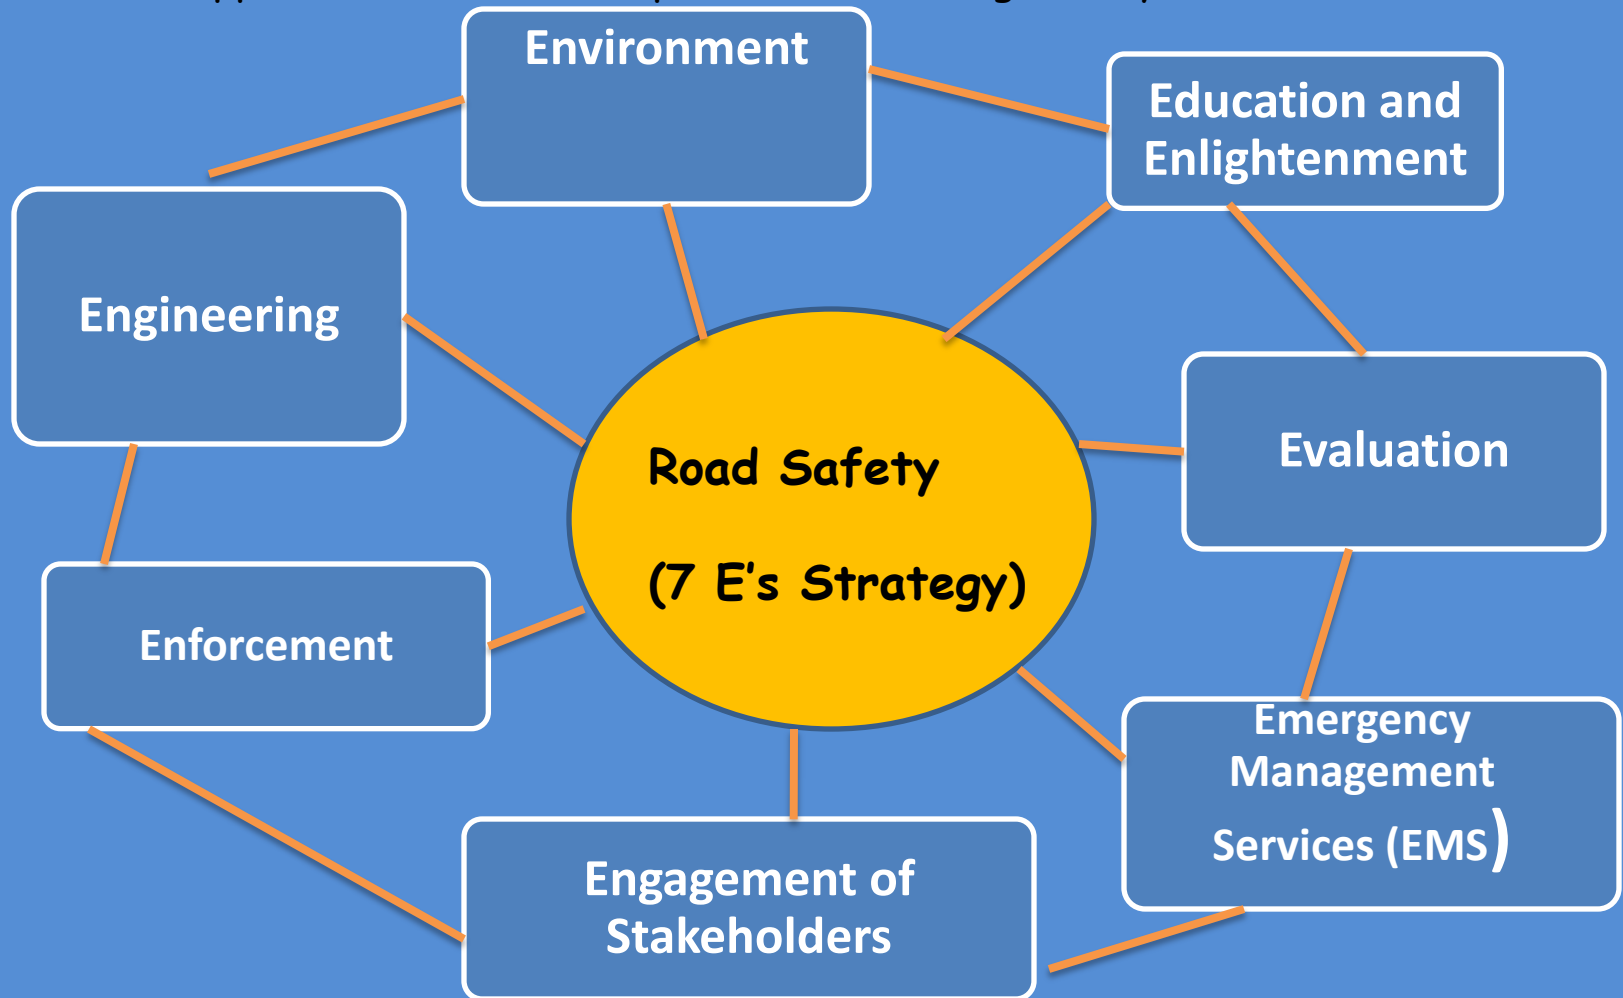 Environment
Education and
Enlightenment
Engineering
Road Safety
(7 E's Strategy)
Evaluation
Enforcement
Emergency
Management
Services (EMS)
Engagement of
Stakeholders